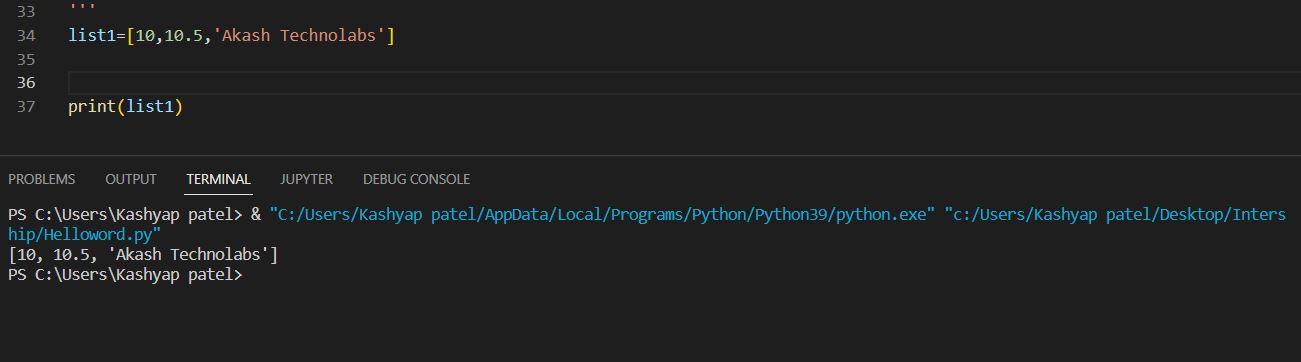 33 '''
34 list1=[10,10.5,'Akash Technolabs']
35
36
37 print(list1)
PROBLEMS OUTPUT TERMINAL JUPYTER DEBUG CONSOLE
PS C:\Users\Kashyap patel> & "C:/Users/Kashyap patel/AppData/Local/Programs/Python/Python39/python.exe" "c:/Users/Kashyap patel/Desktop/Inters
hip/Helloword.py"
[10, 10.5, 'Akash Technolabs']
PS C:\Users\Kashyap patel>